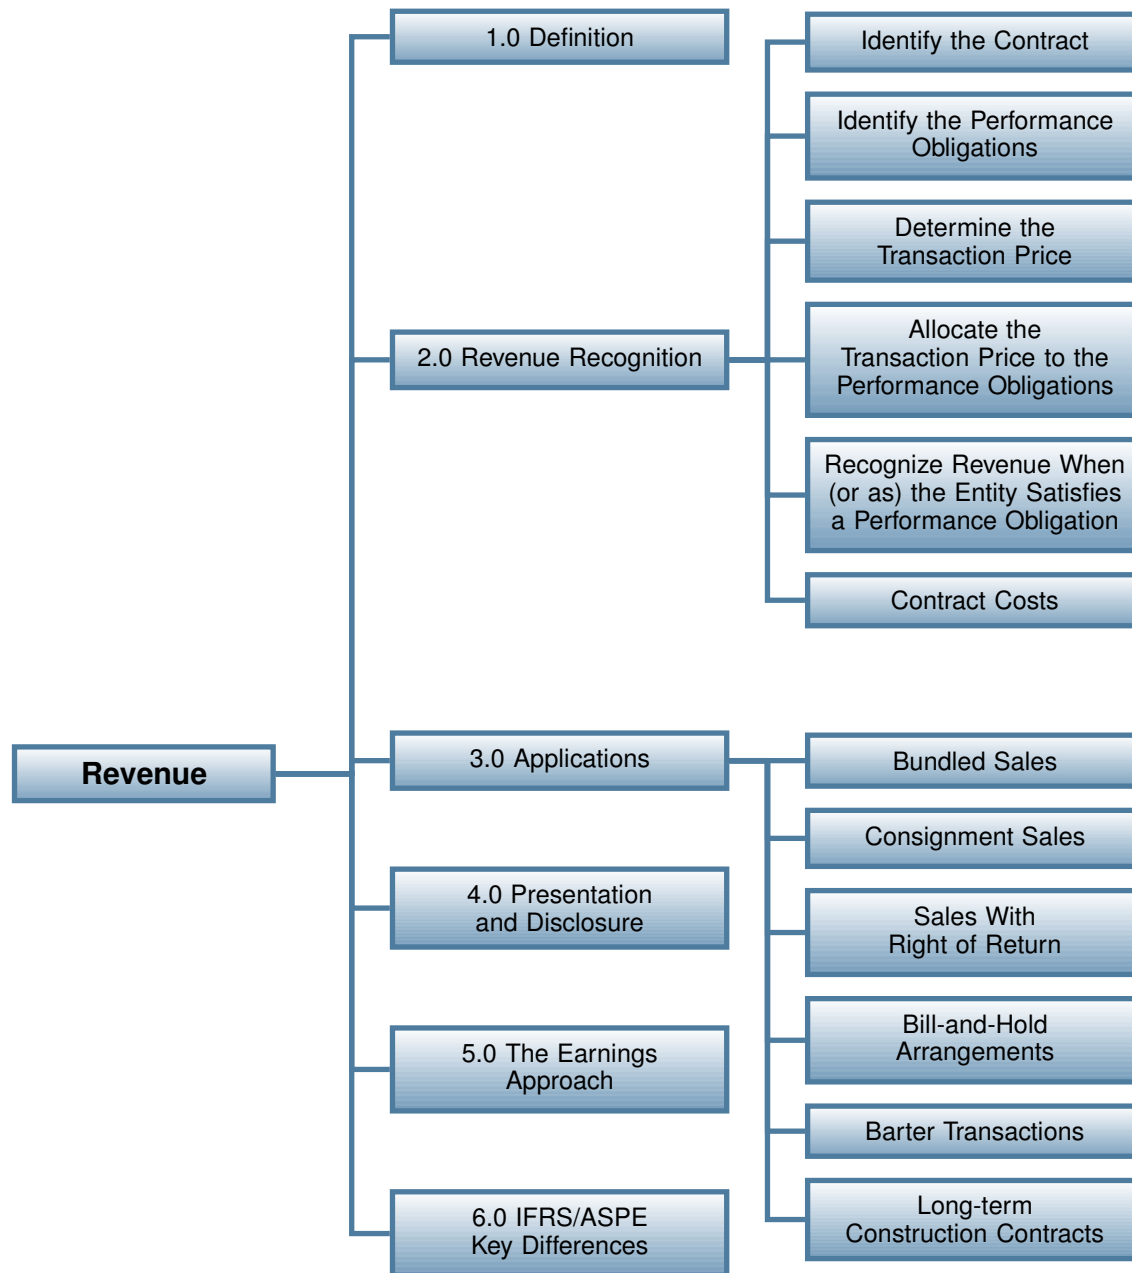 Revenue
1.0 Definition
2.0 Revenue Recognition
Identify the Contract
Identify the Performance
Obligations
Determine the
Transaction Price
Allocate the
Transaction Price to the
Performance Obligations
Recognize Revenue When
(or as) the Entity Satisfies
a Performance Obligation
Contract Costs
3.0 Applications
Bundled Sales
Consignment Sales
Sales With
Right of Return
Bill-and-Hold
Arrangements
Barter Transactions
Long-term
Construction Contracts
4.0 Presentation
and Disclosure
5.0 The Earnings
Approach
6.0 IFRS/ASPE
Key Differences